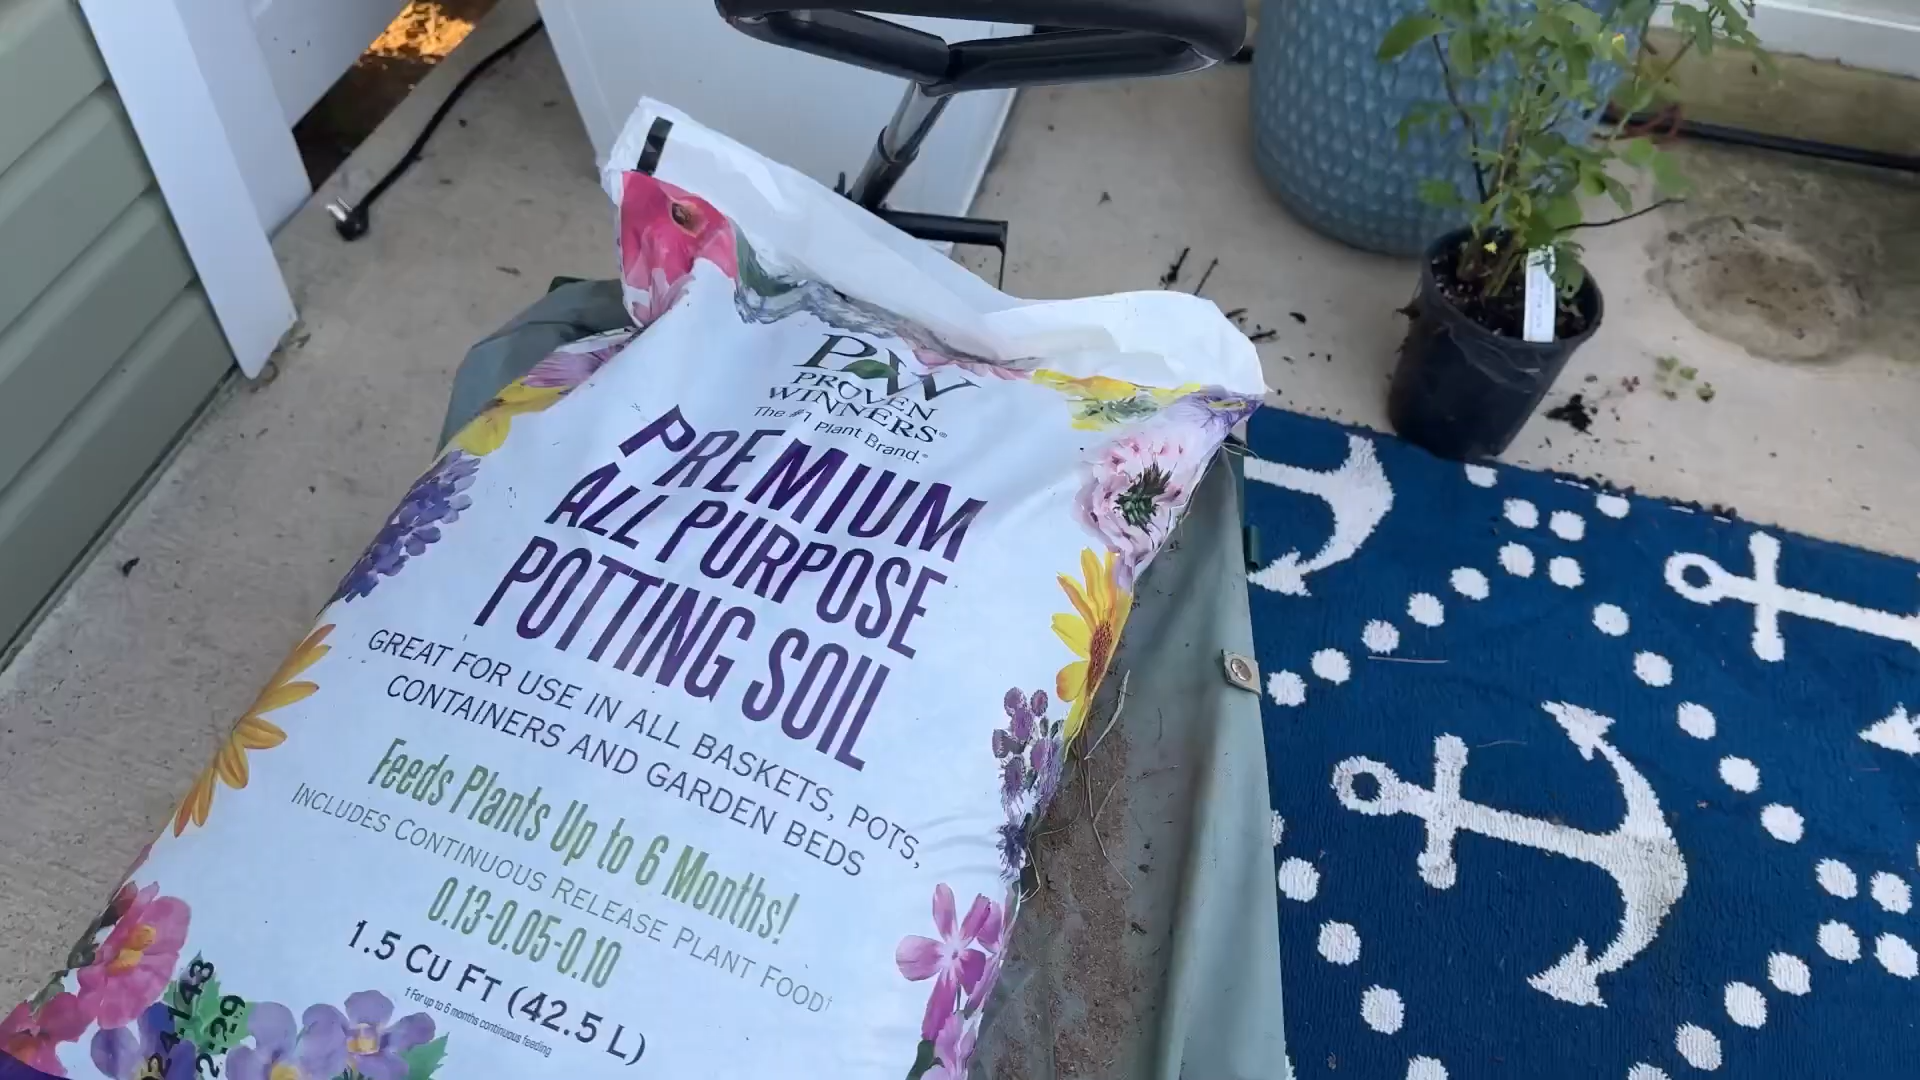 PW
PROVEN
WINNERS®
The #1 Plant Brand.®
PREMIUM
ALL PURPOSE
POTTING SOIL
GREAT FOR USE IN ALL BASKETS, POTS,
CONTAINERS AND GARDEN BEDS
Feeds Plants Up to 6 Months!
INCLUDES CONTINUOUS RELEASE PLANT FOOD†
0.13-0.05-0.10
1.5 CU FT (42.5 L)
† For up to 6 months continuous feeding